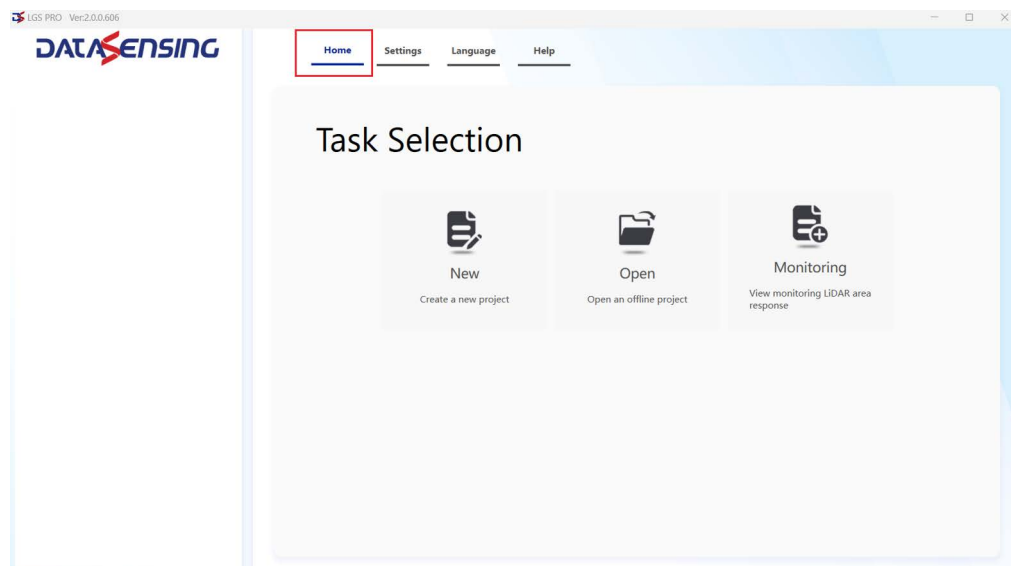 LGS PRO Ver:2.0.0.606
DATASENSING
Home Settings Language Help
Task Selection
New
Create a new project
Open
Open an offline project
Monitoring
View monitoring LiDAR area
response